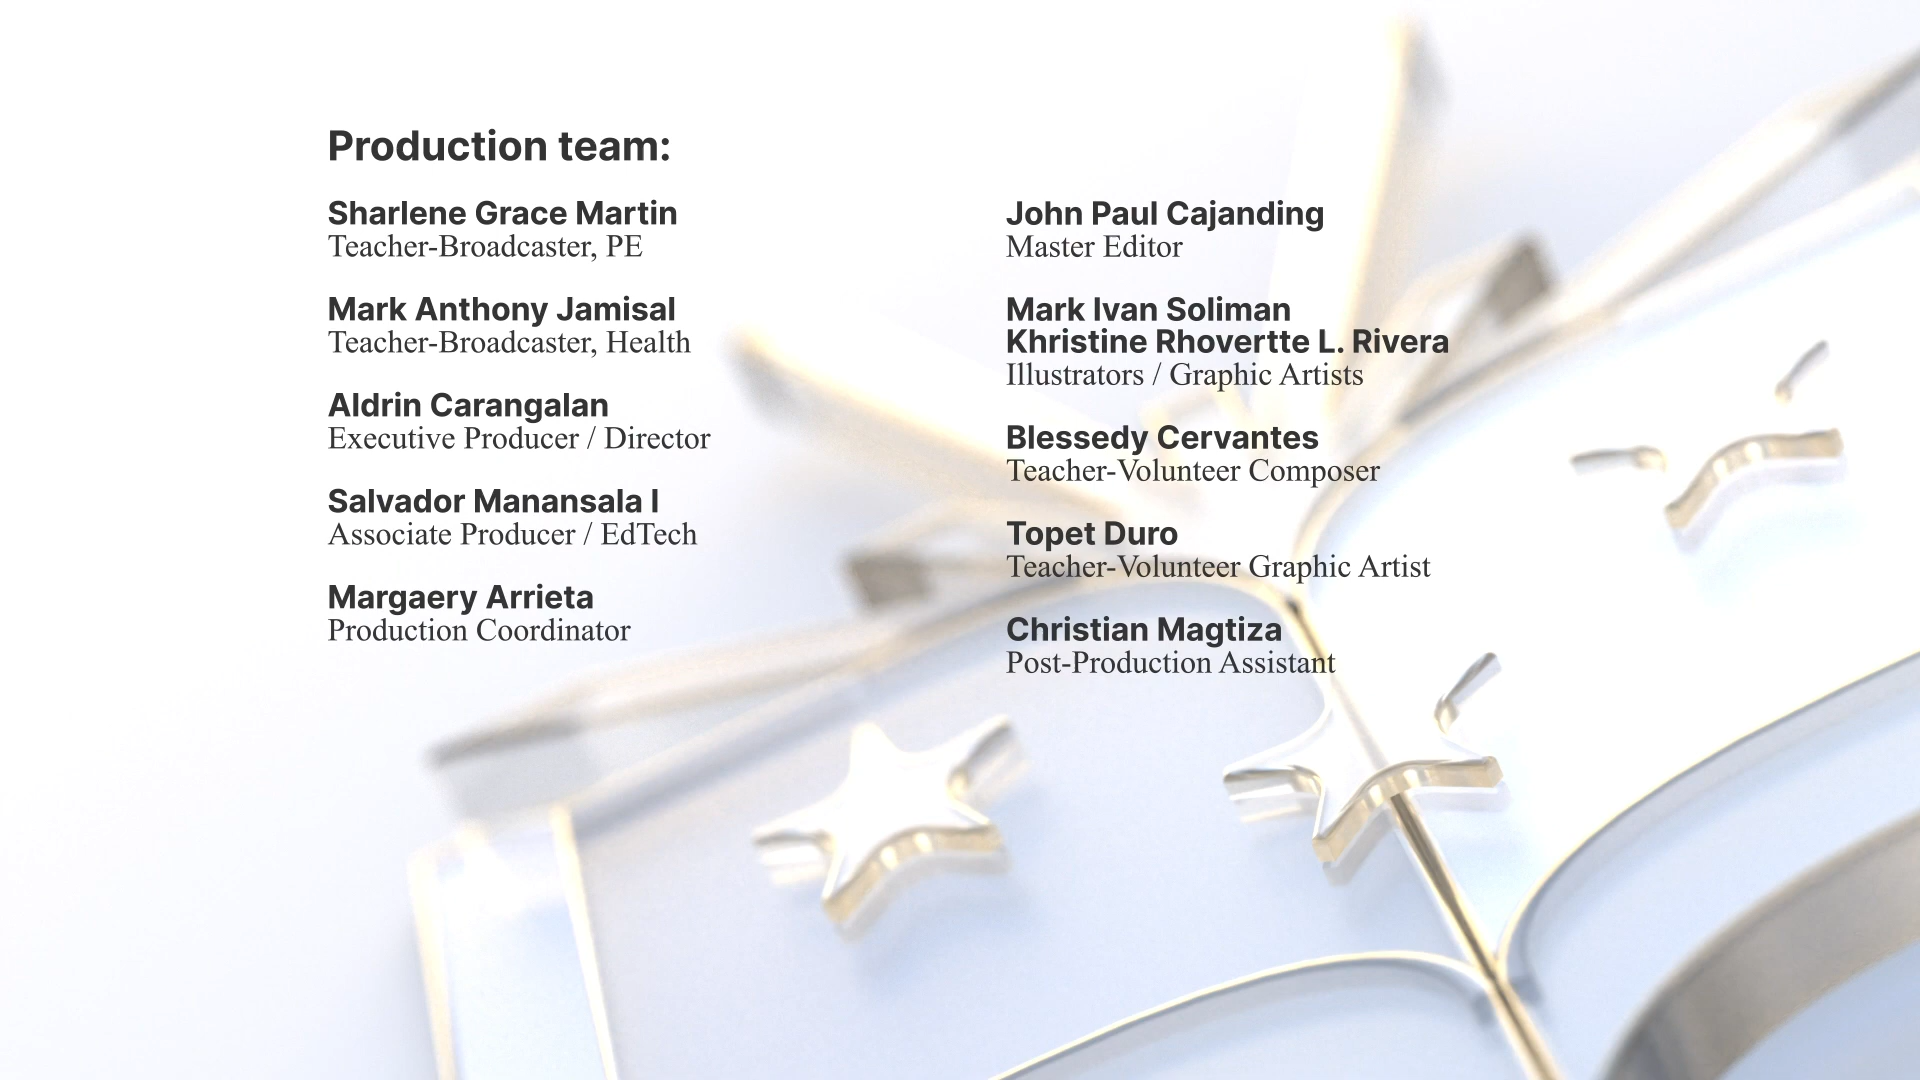 Production team:
Sharlene Grace Martin
Teacher-Broadcaster, PE
Mark Anthony Jamisal
Teacher-Broadcaster, Health
Aldrin Carangalan
Executive Producer / Director
Salvador Manansala I
Associate Producer / EdTech
Margaery Arrieta
Production Coordinator
John Paul Cajanding
Master Editor
Mark Ivan Soliman
Khristine Rhovertte L. Rivera
Illustrators / Graphic Artists
Blessedy Cervantes
Teacher-Volunteer Composer
Topet Duro
Teacher-Volunteer Graphic Artist
Christian Magtiza
Post-Production Assistant